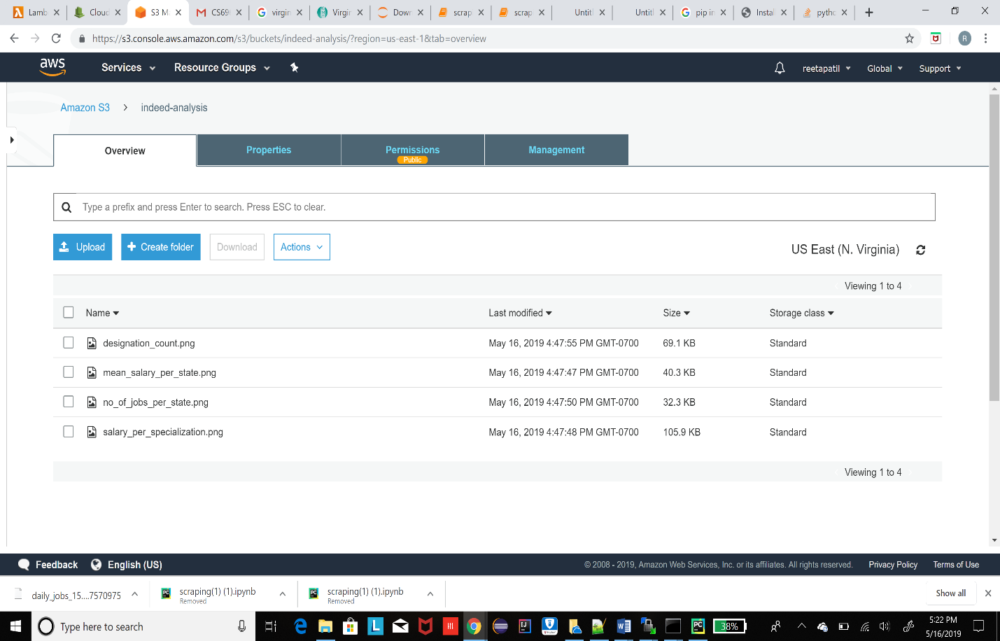 Lamb
Cloud
S3 M
CS69
virgin
Virgin
Down
scrap
scrap
Untitl
Untitl
pip in
Install
pytho
https://s3.console.aws.amazon.com/s3/buckets/indeed-analysis/?region=us-east-1&tab=overview
R
aws
Services
Resource Groups
reetapatil
Global
Support
Amazon S3 > indeed-analysis
Overview
Properties
Permissions
Public
Management
Type a prefix and press Enter to search. Press ESC to clear.
Upload
+ Create folder
Download
Actions
US East (N. Virginia)
Viewing 1 to 4
Name Last modified Size Storage class
designation_count.png May 16, 2019 4:47:55 PM GMT-0700 69.1 KB Standard
mean_salary_per_state.png May 16, 2019 4:47:47 PM GMT-0700 40.3 KB Standard
no_of_jobs_per_state.png May 16, 2019 4:47:50 PM GMT-0700 32.3 KB Standard
salary_per_specialization.png May 16, 2019 4:47:48 PM GMT-0700 105.9 KB Standard
Viewing 1 to 4
Feedback
English (US)
© 2008 - 2019, Amazon Web Services, Inc. or its affiliates. All rights reserved.
Privacy Policy
Terms of Use
daily_jobs_15....7570975
scraping(1) (1).ipynb
Removed
scraping(1) (1).ipynb
Removed
Show all
Type here to search
38%
5:22 PM
5/16/2019